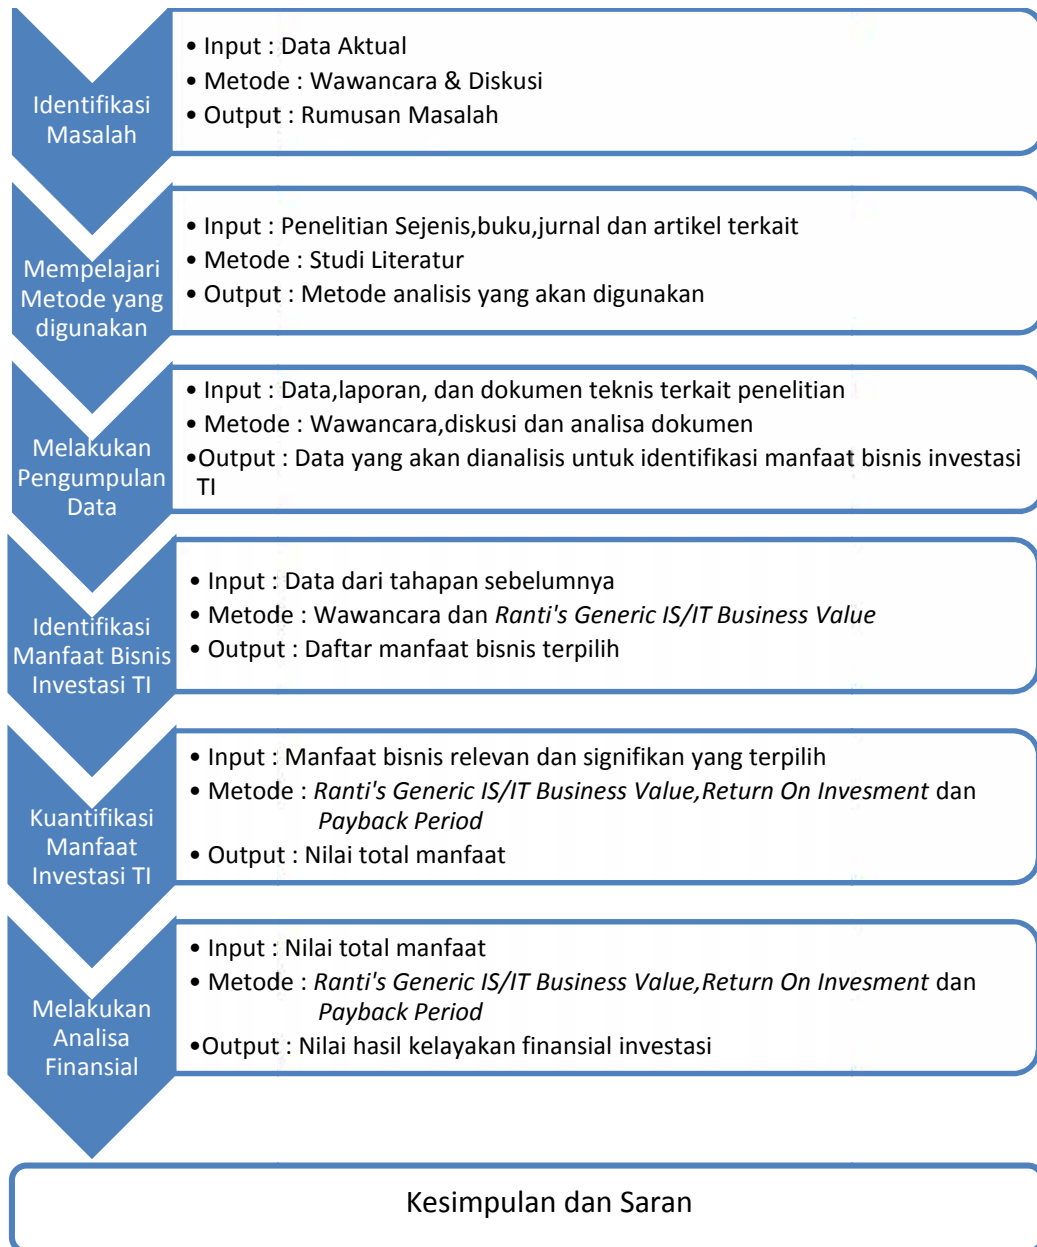 Identifikasi
Masalah
• Input : Data Aktual
• Metode : Wawancara & Diskusi
• Output : Rumusan Masalah
Mempelajari
Metode yang
digunakan
• Input : Penelitian Sejenis,buku,jurnal dan artikel terkait
• Metode : Studi Literatur
• Output : Metode analisis yang akan digunakan
Melakukan
Pengumpulan
Data
• Input : Data,laporan, dan dokumen teknis terkait penelitian
• Metode : Wawancara,diskusi dan analisa dokumen
•Output : Data yang akan dianalisis untuk identifikasi manfaat bisnis investasi
TI
Identifikasi
Manfaat Bisnis
Investasi TI
• Input : Data dari tahapan sebelumnya
• Metode : Wawancara dan Ranti's Generic IS/IT Business Value
• Output : Daftar manfaat bisnis terpilih
Kuantifikasi
Manfaat
Investasi TI
• Input : Manfaat bisnis relevan dan signifikan yang terpilih
• Metode : Ranti's Generic IS/IT Business Value,Return On Invesment dan
Payback Period
• Output : Nilai total manfaat
Melakukan
Analisa
Finansial
• Input : Nilai total manfaat
• Metode : Ranti's Generic IS/IT Business Value,Return On Invesment dan
Payback Period
•Output : Nilai hasil kelayakan finansial investasi
Kesimpulan dan Saran